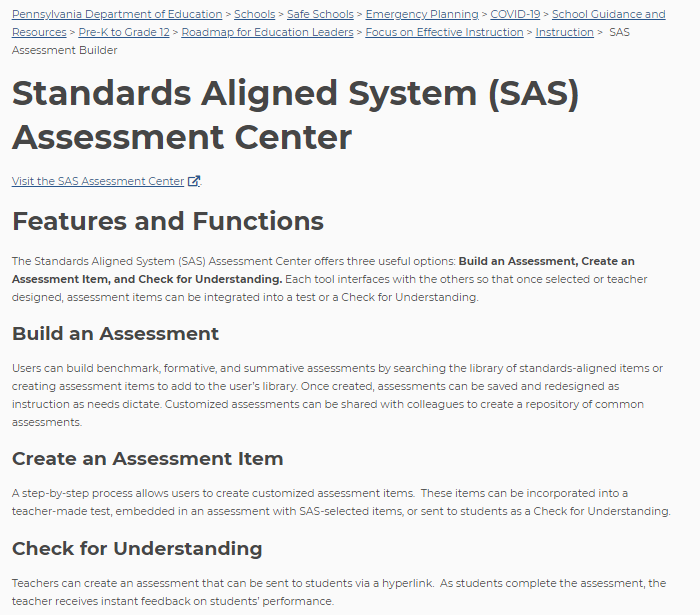 Pennsylvania Department of Education > Schools > Safe Schools > Emergency Planning > COVID-19 > School Guidance and
Resources > Pre-K to Grade 12 > Roadmap for Education Leaders > Focus on Effective Instruction > Instruction > SAS
Assessment Builder
Standards Aligned System (SAS)
Assessment Center
Visit the SAS Assessment Center.
Features and Functions
The Standards Aligned System (SAS) Assessment Center offers three useful options: Build an Assessment, Create an
Assessment Item, and Check for Understanding. Each tool interfaces with the others so that once selected or teacher
designed, assessment items can be integrated into a test or a Check for Understanding.
Build an Assessment
Users can build benchmark, formative, and summative assessments by searching the library of standards-aligned items or
creating assessment items to add to the user's library. Once created, assessments can be saved and redesigned as
instruction as needs dictate. Customized assessments can be shared with colleagues to create a repository of common
assessments.
Create an Assessment Item
A step-by-step process allows users to create customized assessment items.  These items can be incorporated into a
teacher-made test, embedded in an assessment with SAS-selected items, or sent to students as a Check for Understanding.
Check for Understanding
Teachers can create an assessment that can be sent to students via a hyperlink.  As students complete the assessment, the
teacher receives instant feedback on students' performance.